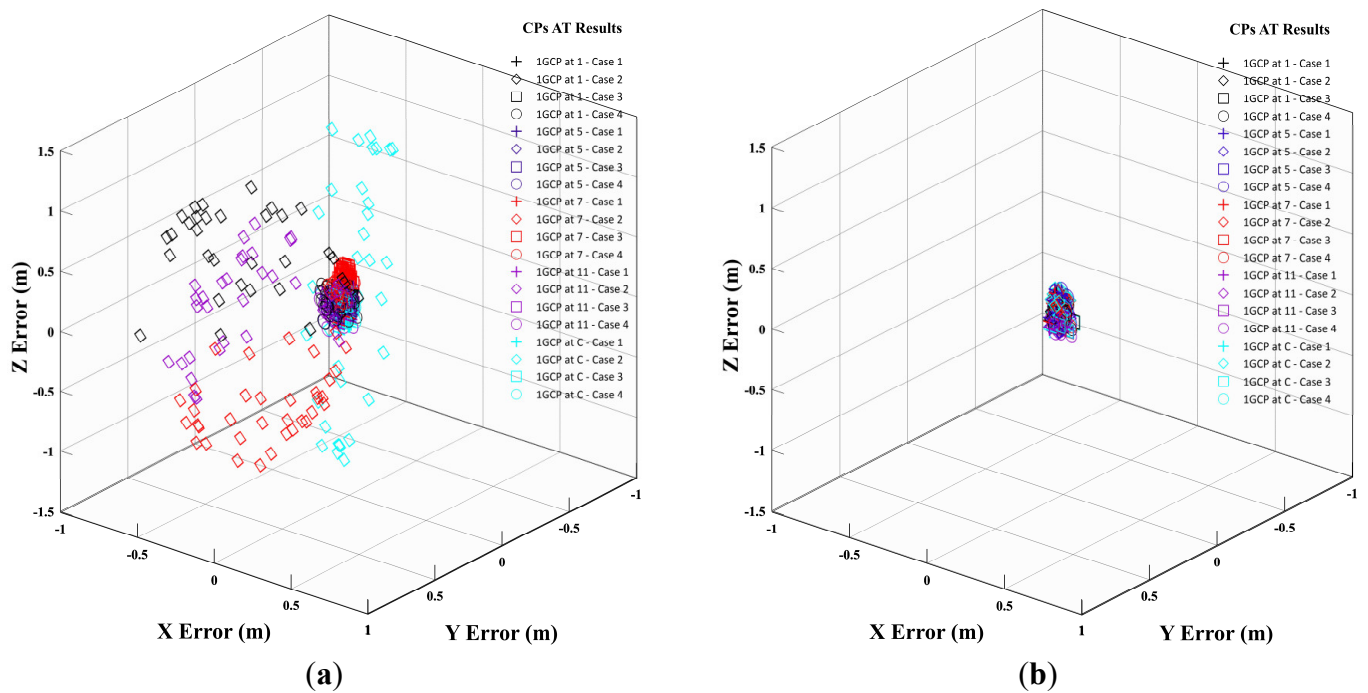 CPs AT Results
1GCP at 1 - Case 1
1GCP at 1 - Case 2
1GCP at 1 - Case 3
1GCP at 1 - Case 4
1GCP at 5 - Case 1
1GCP at 5 - Case 2
1GCP at 5 - Case 3
1GCP at 5 - Case 4
1GCP at 7 - Case 1
1GCP at 7 - Case 2
1GCP at 7 - Case 3
1GCP at 7 - Case 4
1GCP at 11 - Case 1
1GCP at 11 - Case 2
1GCP at 11 - Case 3
1GCP at 11 - Case 4
1GCP at C - Case 1
1GCP at C - Case 2
1GCP at C - Case 3
1GCP at C - Case 4
1.5
1
0.5
0
-0.5
-1
-1.5
Z Error (m)
-1
-0.5
0
0.5
1
X Error (m)
0.5
0
-0.5
-1
Y Error (m)
(a)
CPs AT Results
1GCP at 1 - Case 1
1GCP at 1 - Case 2
1GCP at 1 - Case 3
1GCP at 1 - Case 4
1GCP at 5 - Case 1
1GCP at 5 - Case 2
1GCP at 5 - Case 3
1GCP at 5 - Case 4
1GCP at 7 - Case 1
1GCP at 7 - Case 2
1GCP at 7 - Case 3
1GCP at 7 - Case 4
1GCP at 11 - Case 1
1GCP at 11 - Case 2
1GCP at 11 - Case 3
1GCP at 11 - Case 4
1GCP at C - Case 1
1GCP at C - Case 2
1GCP at C - Case 3
1GCP at C - Case 4
1.5
1
0.5
0
-0.5
-1
-1.5
Z Error (m)
-1
-0.5
0
0.5
1
X Error (m)
0.5
0
-0.5
-1
Y Error (m)
(b)